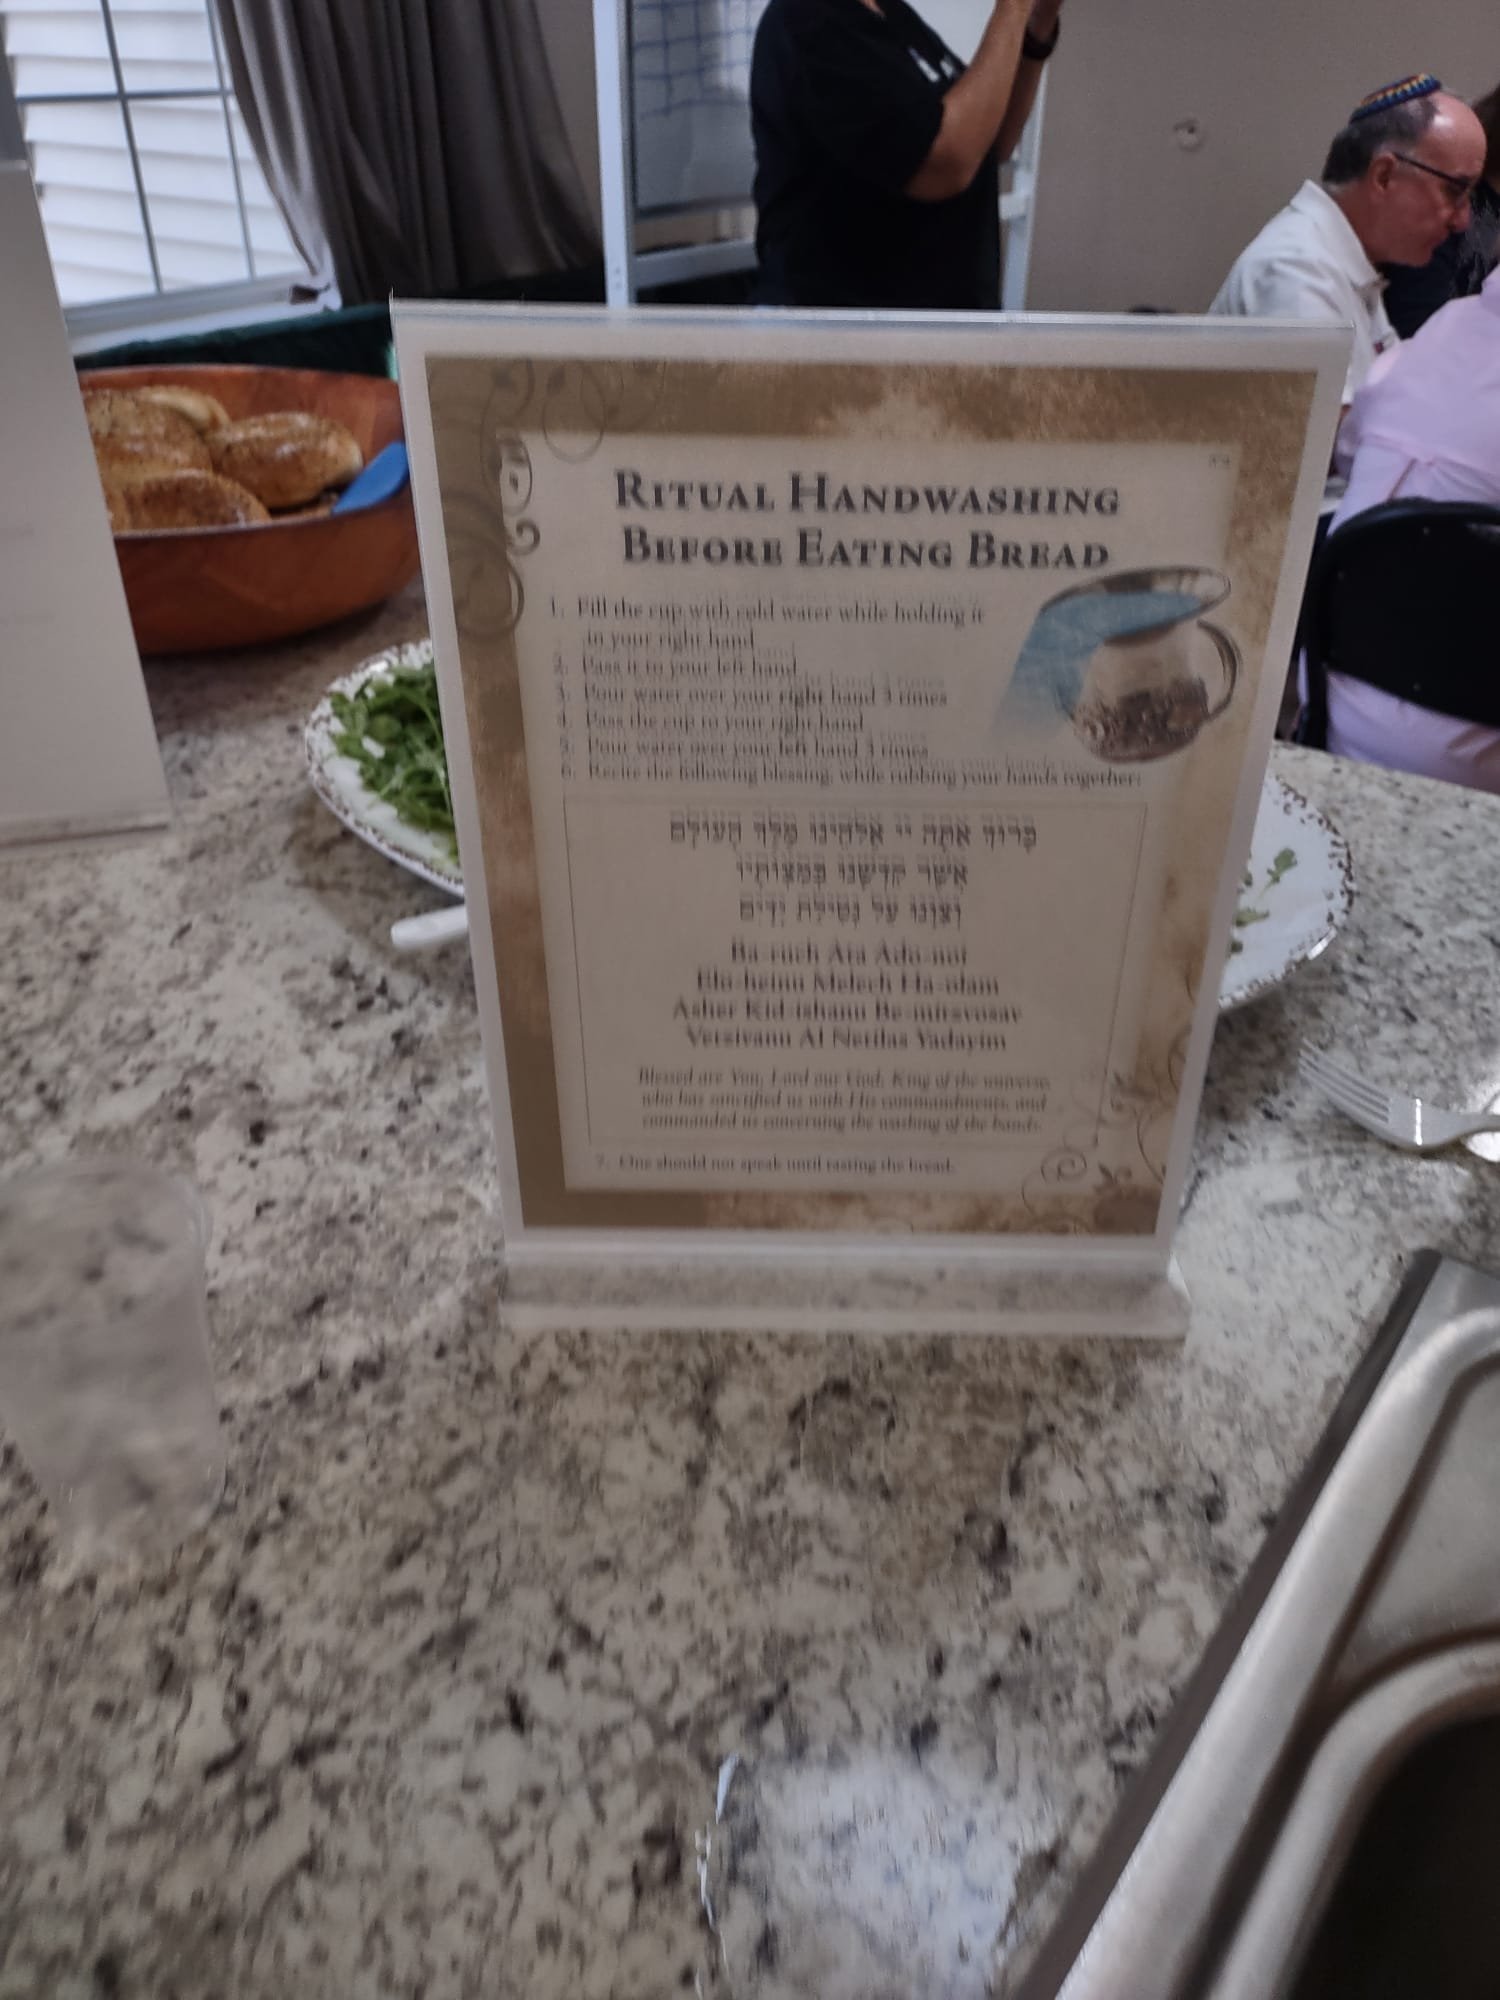 RITUAL HANDWASHING
BEFORE EATING BREAD
1. Fill the cup with cold water while holding it
in your right hand
2. Pass it to your left hand
3. Pour water over your right hand 3 times
4. Pass the cup to your right hand
5. Pour water over your left hand 3 times
6. Recite the following blessing, while rubbing your hands together:
בָּרוּךְ אַתָּה יי אֱלֹהֵינוּ מֶלֶךְ הָעוֹלָם
אֲשֶׁר קִדְּשָׁנוּ בְּמִצְוֹתָיו
וְצִוָּנוּ עַל נְטִילַת יָדָיִם
Ba-ruch Ata Ado-noi
Elo-heinu Melech Ha-olam
Asher Kid-ishanu Be-mitzvosav
Vetzivanu Al Netilas Yadayim
Blessed are You, Lord our God, King of the universe,
who has sanctified us with His commandments, and
commanded us concerning the washing of the hands.
7. One should not speak until tasting the bread.